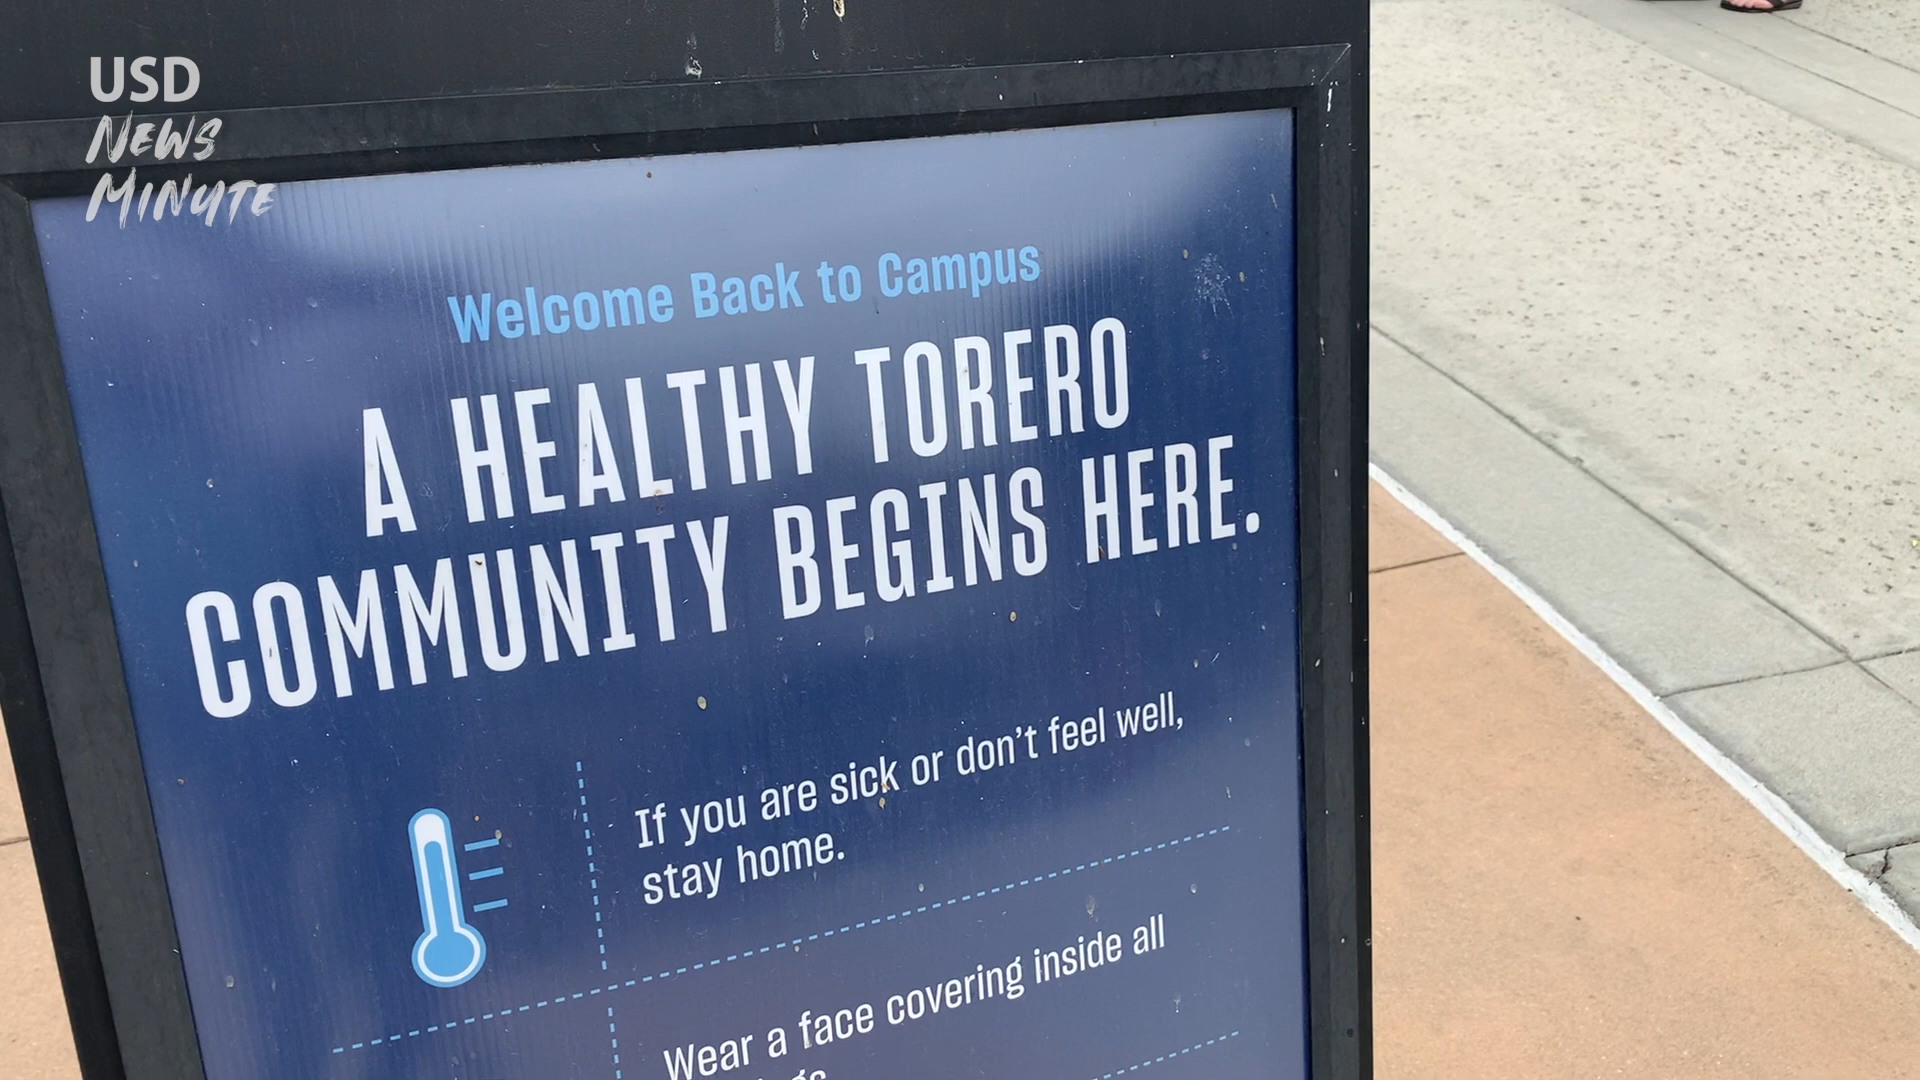 USD
NEWS
MINUTE
Welcome Back to Campus
A HEALTHY TORERO
COMMUNITY BEGINS HERE.
If you are sick or don't feel well,
stay home.
Wear a face covering inside all